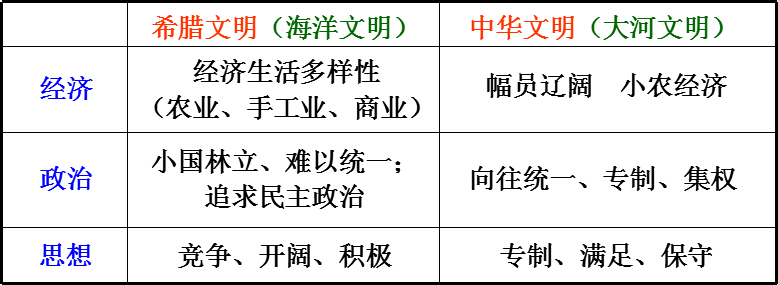 希腊文明（海洋文明） 中华文明（大河文明）
经济 经济生活多样性
（农业、手工业、商业） 幅员辽阔 小农经济
政治 小国林立、难以统一；
追求民主政治 向往统一、专制、集权
思想 竞争、开阔、积极 专制、满足、保守